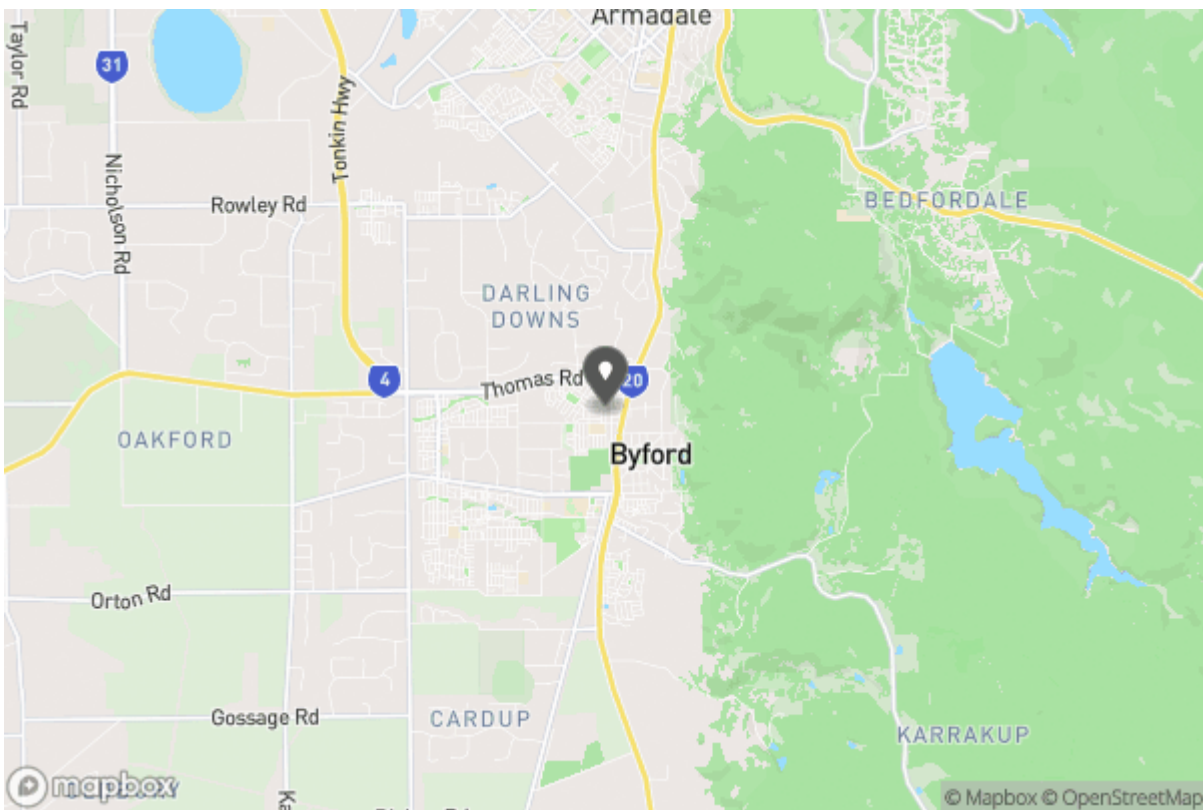 Armadale
Taylor Rd
31
Tonkin Hwy
Nicholson Rd
Rowley Rd
BEDFORDALE
DARLING
DOWNS
4
Thomas Rd
20
OAKFORD
Byford
Orton Rd
Gossage Rd
CARDUP
KARRAKUP
mapbox
© Mapbox © OpenStreetMap